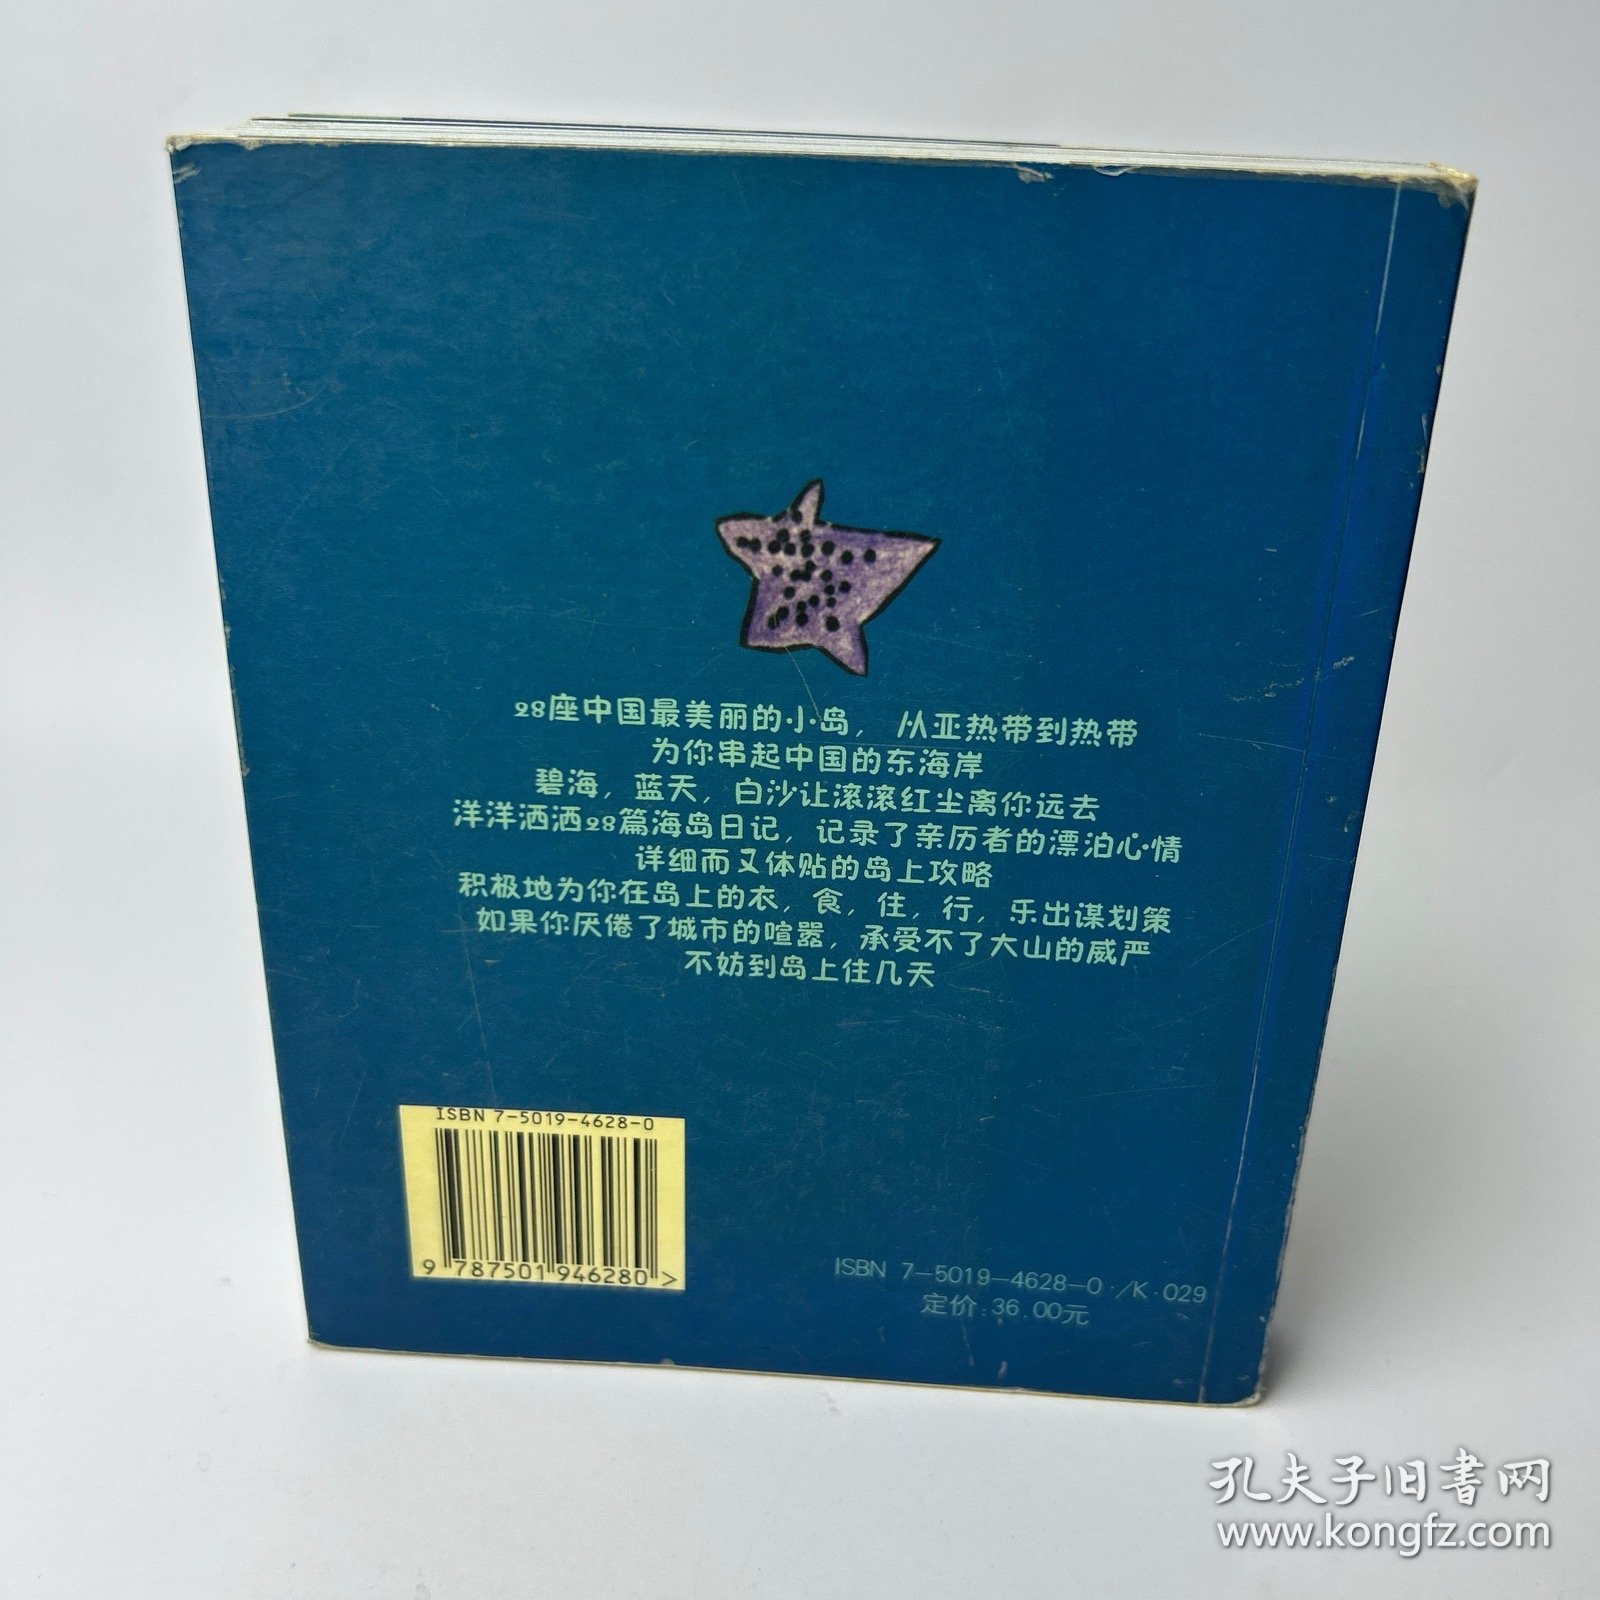 28座中国最美丽的小岛，从亚热带到热带
为你串起中国的东海岸
碧海，蓝天，白沙让滚滚红尘离你远去
洋洋洒洒28篇海岛日记，记录了亲历者的漂泊心情
详细而又体贴的岛上攻略
积极地为你在岛上的衣，食，住，行，乐出谋划策
如果你厌倦了城市的喧嚣，承受不了大山的威严
不妨到岛上住几天
ISBN 7-5019-4628-0
9 787501 946280 >
ISBN 7-5019-4628-0·/K·029
定价:36.00元
孔夫子旧书网
www.kongfz.com